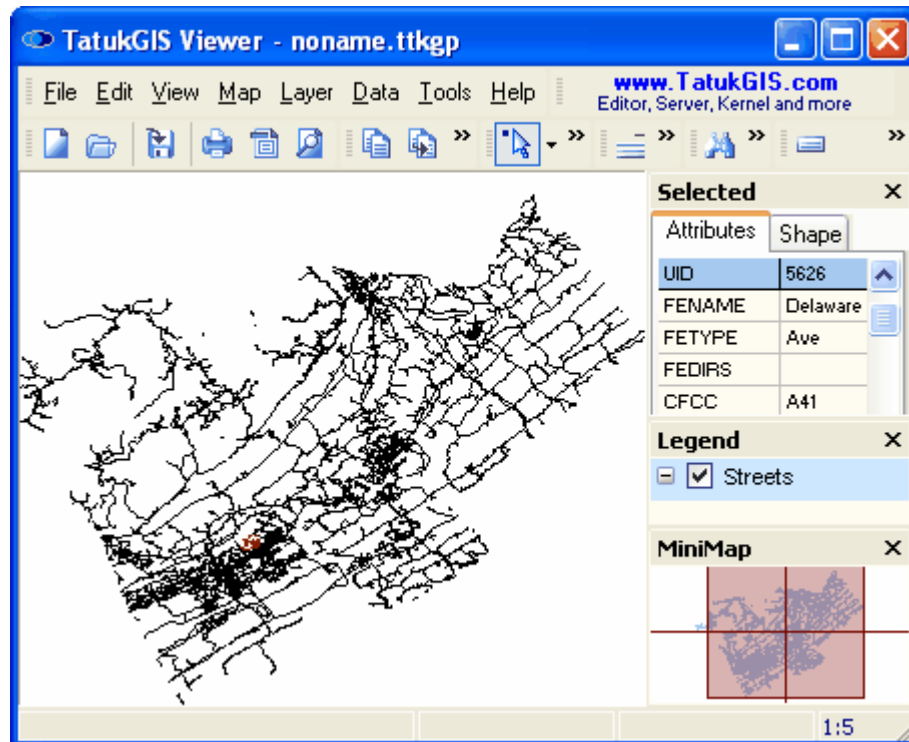 TatukGIS Viewer - noname.ttkgp
File Edit View Map Layer Data Tools Help
www.TatukGIS.com
Editor, Server, Kernel and more
Selected
Attributes Shape
UID 5626
FENAME Delaware
FETYPE Ave
FEDIRS
CFCC A41
Legend
Streets
MiniMap
1:5